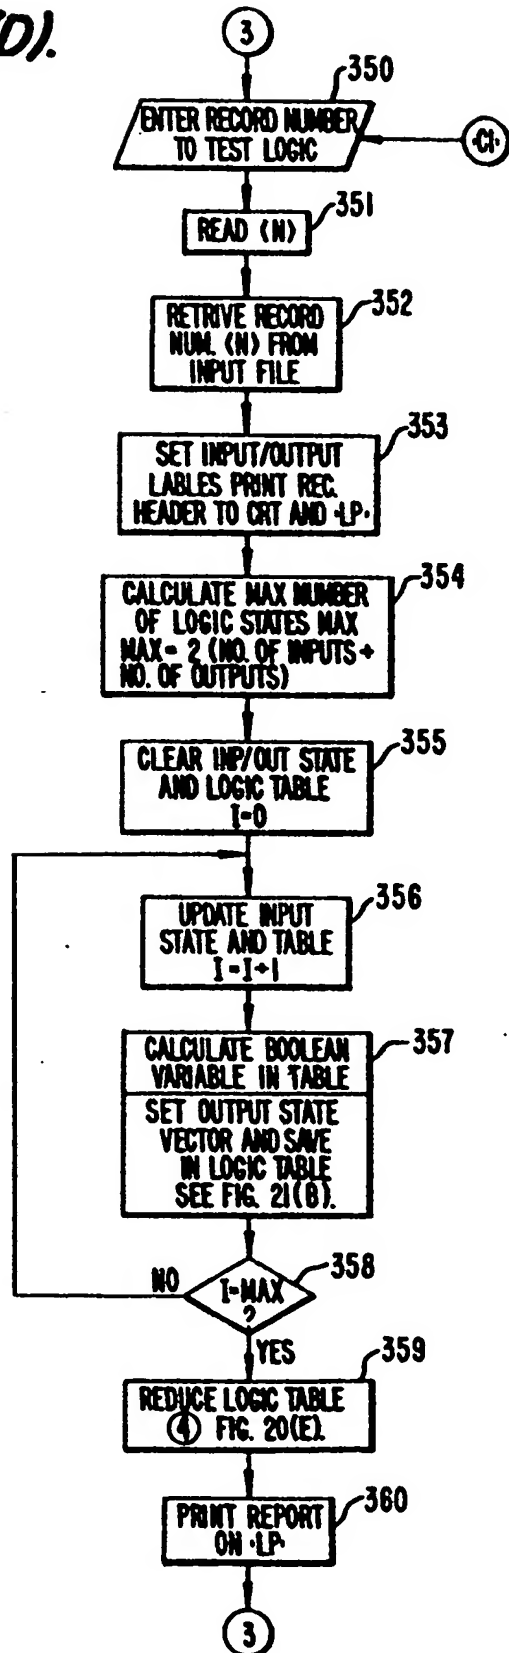 (D).
3
350
ENTER RECORD NUMBER
TO TEST LOGIC
·C1·
351
READ (N)
352
RETRIVE RECORD
NUM. (N) FROM
INPUT FILE
353
SET INPUT/OUTPUT
LABLES PRINT REC.
HEADER TO CRT AND ·LP·
354
CALCULATE MAX NUMBER
OF LOGIC STATES MAX
MAX = 2 (NO. OF INPUTS +
NO. OF OUTPUTS)
355
CLEAR INP/OUT STATE
AND LOGIC TABLE
I=0
356
UPDATE INPUT
STATE AND TABLE
I=I+1
357
CALCULATE BOOLEAN
VARIABLE IN TABLE
SET OUTPUT STATE
VECTOR AND SAVE
IN LOGIC TABLE
SEE FIG. 21(B).
358
NO
I=MAX
?
YES
359
REDUCE LOGIC TABLE
4 FIG. 20(E).
360
PRINT REPORT
ON ·LP·
3